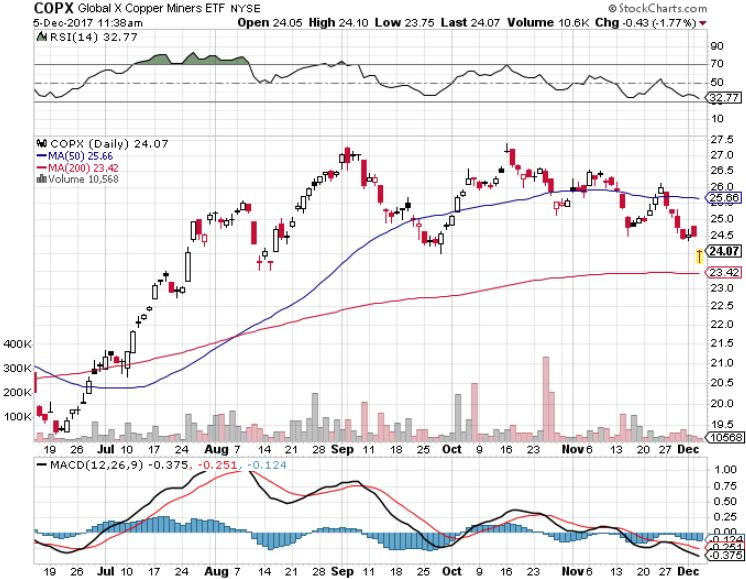 COPX Global X Copper Miners ETF NYSE © StockCharts.com
5-Dec-2017 11:38am Open 24.05 High 24.10 Low 23.75 Last 24.07 Volume 10.6K Chg -0.43 (-1.77%)
RSI(14) 32.77
90
70
50
32.77
10
COPX (Daily) 24.07
MA(50) 25.66
MA(200) 23.42
Volume 10,568
27.5
27.0
26.5
26.0
25.66
25.0
24.5
24.07
23.42
23.0
22.5
22.0
21.5
21.0
20.5
20.0
19.5
400K
300K
200K
100K
10568
19 26 Jul 10 17 24 Aug 7 14 21 28 Sep 11 18 25 Oct 9 16 23 Nov 6 13 20 27 Dec
MACD(12,26,9) -0.375, -0.251, -0.124
1.00
0.75
0.50
0.25
0.00
-0.124
-0.251
-0.375
19 26 Jul 10 17 24 Aug 7 14 21 28 Sep 11 18 25 Oct 9 16 23 Nov 6 13 20 27 Dec